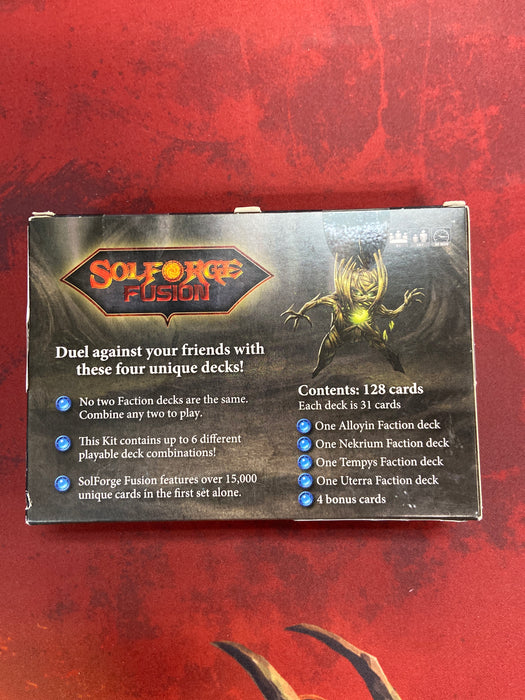 SOLFORGE
FUSION
Duel against your friends with
these four unique decks!
No two Faction decks are the same.
Combine any two to play.
This Kit contains up to 6 different
playable deck combinations!
SolForge Fusion features over 15,000
unique cards in the first set alone.
Contents: 128 cards
Each deck is 31 cards
One Alloyin Faction deck
One Nekrium Faction deck
One Tempys Faction deck
One Uterra Faction deck
4 bonus cards